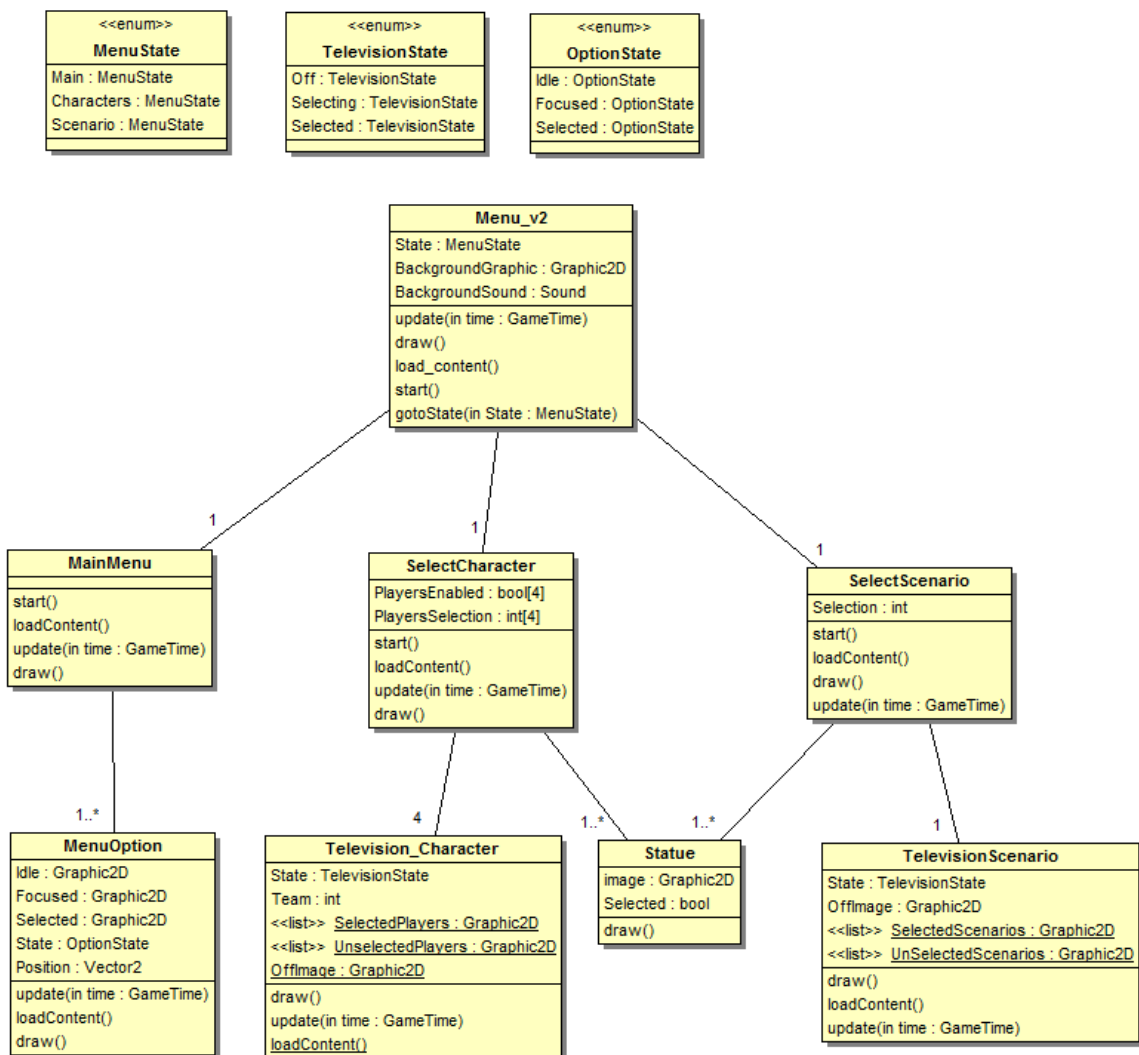 <<enum>>
MenuState
Main : MenuState
Characters : MenuState
Scenario : MenuState
<<enum>>
TelevisionState
Off : TelevisionState
Selecting : TelevisionState
Selected : TelevisionState
<<enum>>
OptionState
Idle : OptionState
Focused : OptionState
Selected : OptionState
Menu_v2
State : MenuState
BackgroundGraphic : Graphic2D
BackgroundSound : Sound
update(in time : GameTime)
draw()
load_content()
start()
gotoState(in State : MenuState)
1
1
1
MainMenu
start()
loadContent()
update(in time : GameTime)
draw()
SelectCharacter
PlayersEnabled : bool[4]
PlayersSelection : int[4]
start()
loadContent()
update(in time : GameTime)
draw()
SelectScenario
Selection : int
start()
loadContent()
draw()
update(in time : GameTime)
1..*
4
1..*
1..*
1
MenuOption
Idle : Graphic2D
Focused : Graphic2D
Selected : Graphic2D
State : OptionState
Position : Vector2
update(in time : GameTime)
loadContent()
draw()
Television_Character
State : TelevisionState
Team : int
<<list>> SelectedPlayers : Graphic2D
<<list>> UnselectedPlayers : Graphic2D
OffImage : Graphic2D
draw()
update(in time : GameTime)
loadContent()
Statue
image : Graphic2D
Selected : bool
draw()
TelevisionScenario
State : TelevisionState
OffImage : Graphic2D
<<list>> SelectedScenarios : Graphic2D
<<list>> UnSelectedScenarios : Graphic2D
draw()
loadContent()
update(in time : GameTime)